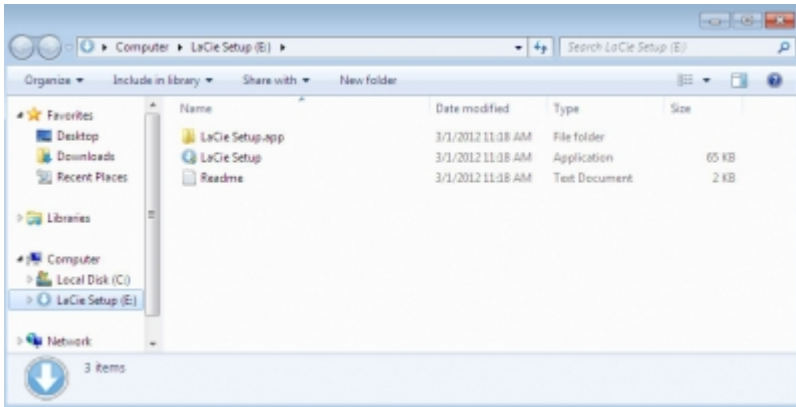 Computer ▸ LaCie Setup (E:) ▸
Search LaCie Setup (E:)
Organize Include in library Share with New folder
Name Date modified Type Size
Favorites
Desktop
Downloads
Recent Places
Libraries
Computer
Local Disk (C:)
LaCie Setup (E:)
Network
LaCie Setup.app 3/1/2012 11:18 AM File folder
LaCie Setup 3/1/2012 11:18 AM Application 65 KB
Readme 3/1/2012 11:18 AM Text Document 2 KB
3 items